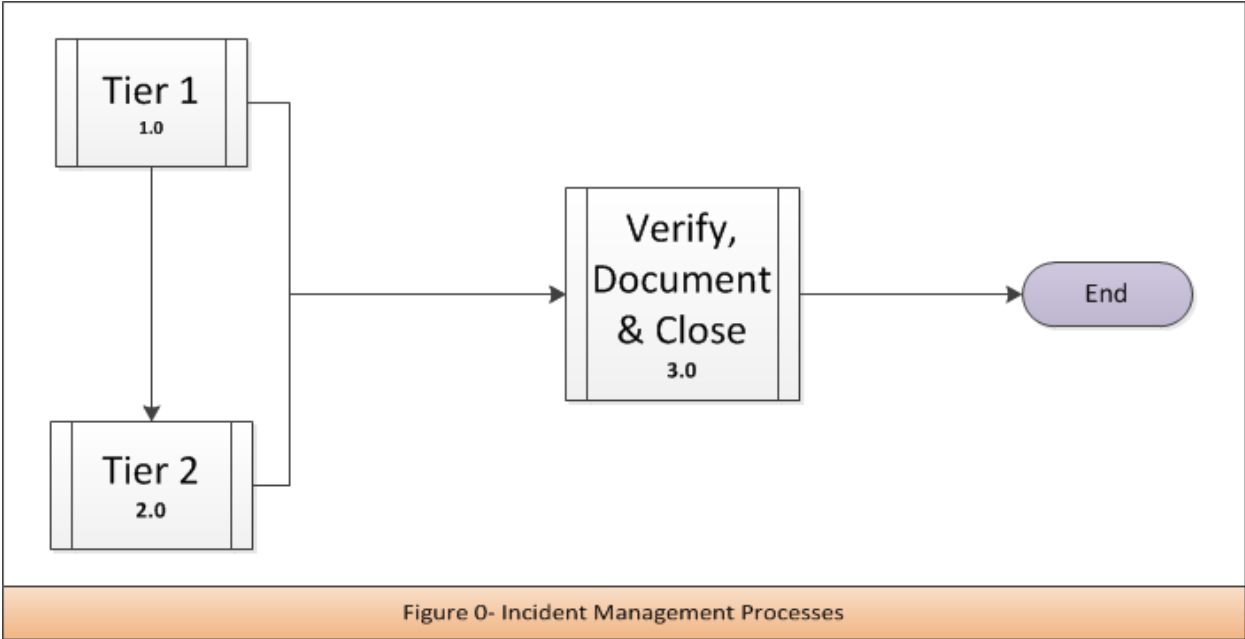 Tier 1
1.0
Verify,
Document
& Close
3.0
End
Tier 2
2.0
Figure 0- Incident Management Processes